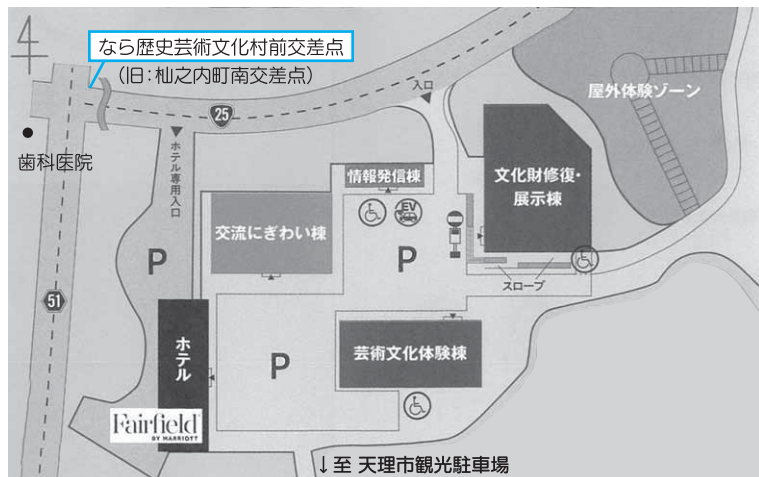 4
なら歴史芸術文化村前交差点
（旧：杣之内町南交差点）
歯科医院
25
入口
屋外体験ゾーン
ホテル専用入口
情報発信棟
文化財修復・
展示棟
交流にぎわい棟
EV
P
P
スロープ
51
ホテル
P
芸術文化体験棟
Fairfield
BY MARRIOTT
↓至 天理市観光駐車場